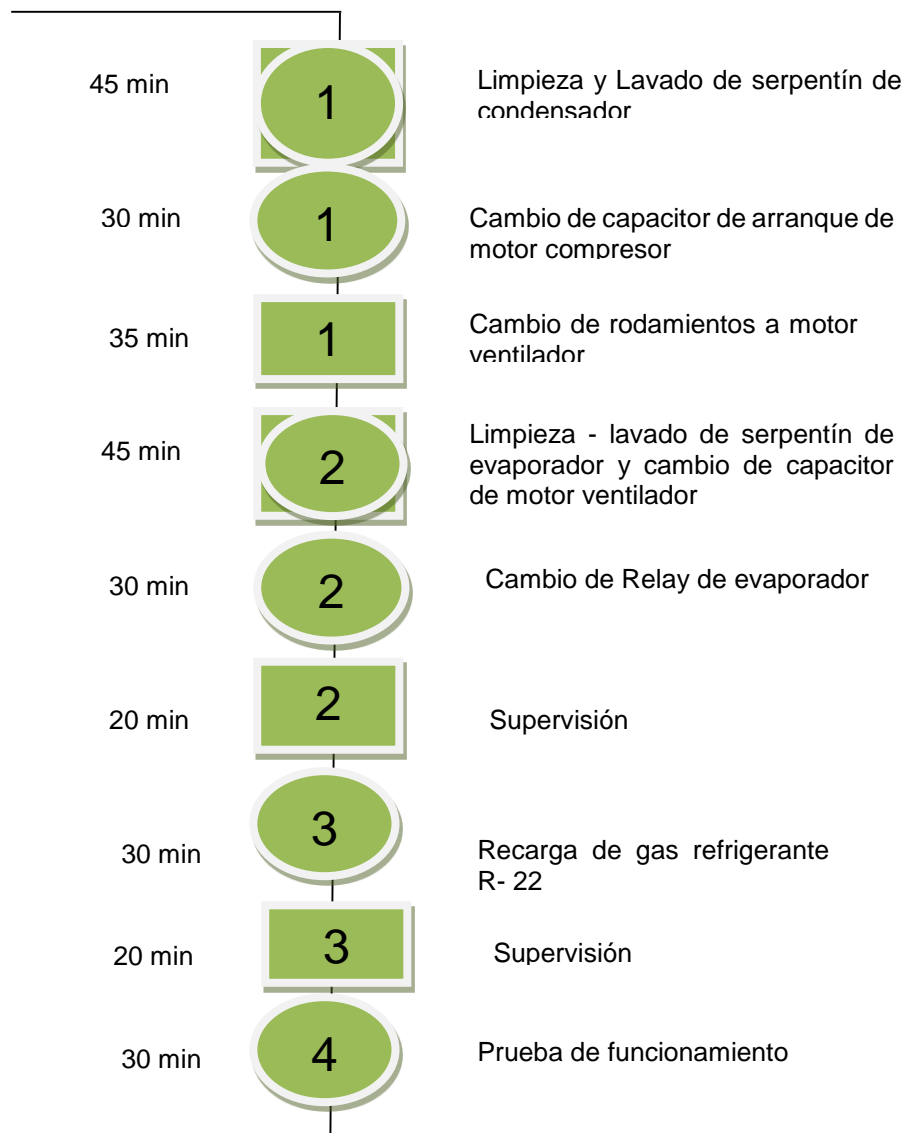 45 min
1
Limpieza y Lavado de serpentín de
condensador
30 min
1
Cambio de capacitor de arranque de
motor compresor
35 min
1
Cambio de rodamientos a motor
ventilador
45 min
2
Limpieza - lavado de serpentín de
evaporador y cambio de capacitor
de motor ventilador
30 min
2
Cambio de Relay de evaporador
20 min
2
Supervisión
30 min
3
Recarga de gas refrigerante
R- 22
20 min
3
Supervisión
30 min
4
Prueba de funcionamiento